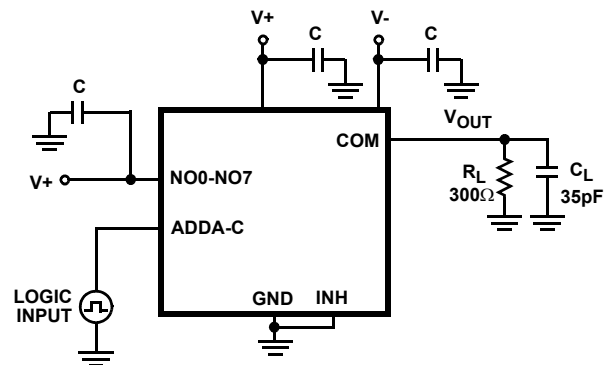 V+
V-
C
C
C
VOUT
COM
V+
NO0-NO7
RL
300Ω
CL
35pF
ADDA-C
LOGIC
INPUT
GND
INH